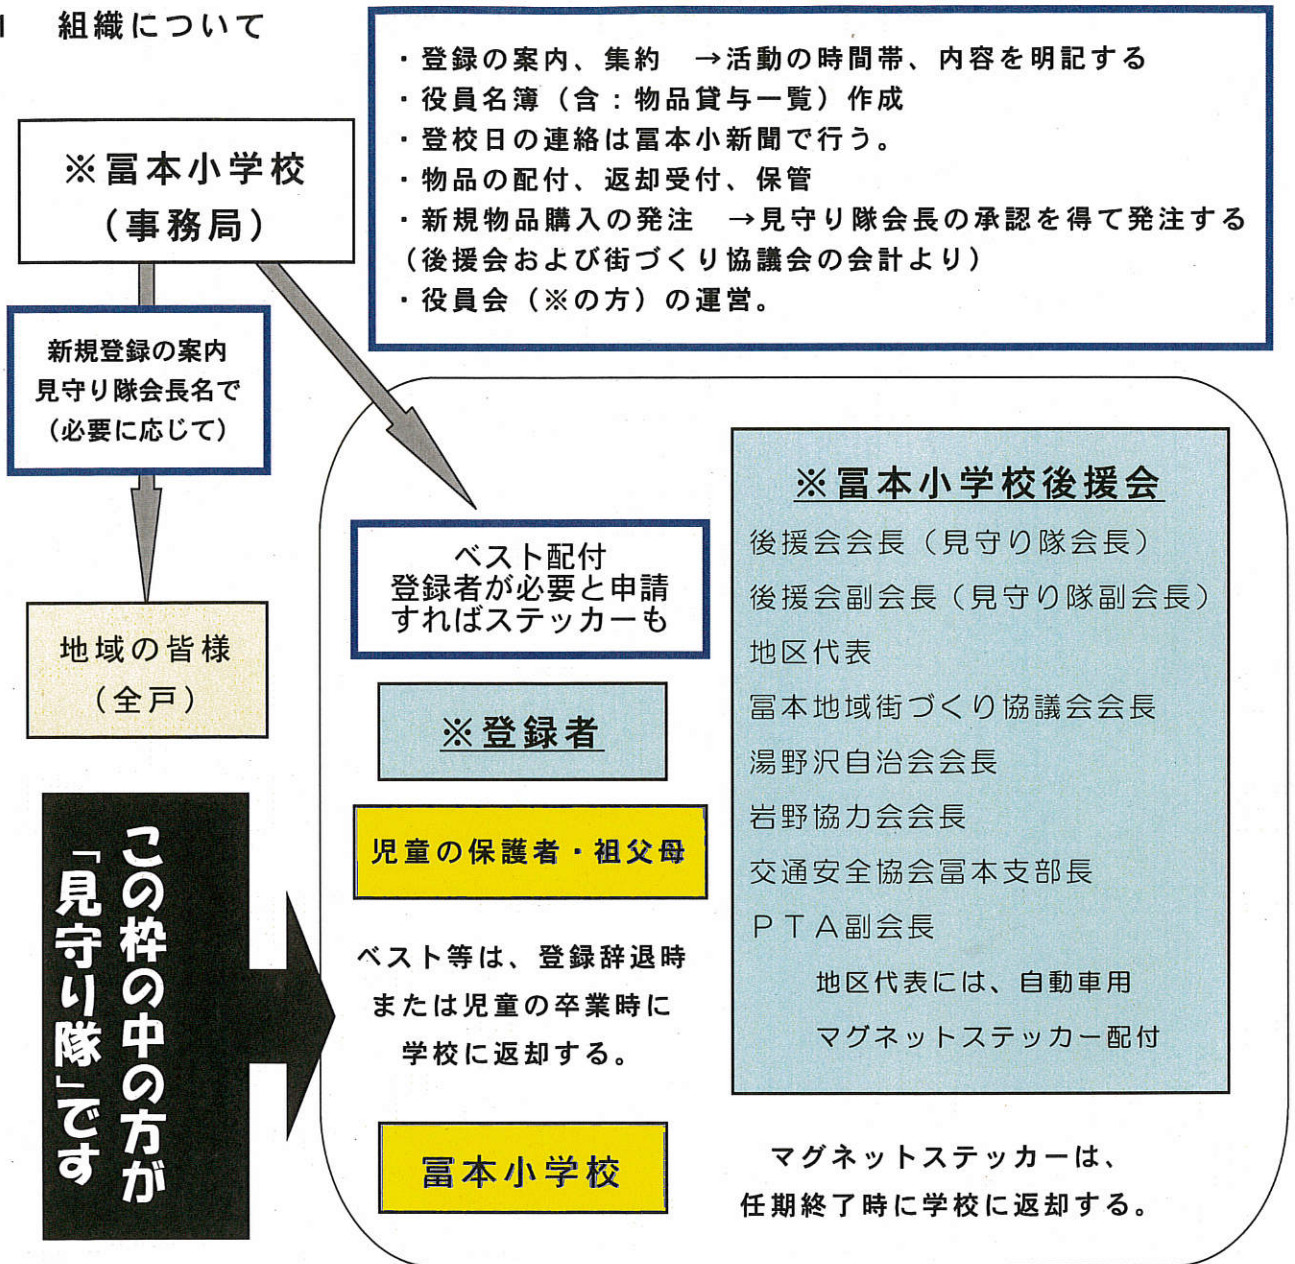 1　組織について
・登録の案内、集約　→活動の時間帯、内容を明記する
・役員名簿（含：物品貸与一覧）作成
・登校日の連絡は冨本小新聞で行う。
・物品の配付、返却受付、保管
・新規物品購入の発注　→見守り隊会長の承認を得て発注する
（後援会および街づくり協議会の会計より）
・役員会（※の方）の運営。
※冨本小学校
（事務局）
新規登録の案内
見守り隊会長名で
（必要に応じて）
地域の皆様
（全戸）
ベスト配付
登録者が必要と申請
すればステッカーも
※登録者
児童の保護者・祖父母
ベスト等は、登録辞退時
または児童の卒業時に
学校に返却する。
冨本小学校
※冨本小学校後援会
後援会会長（見守り隊会長）
後援会副会長（見守り隊副会長）
地区代表
冨本地域街づくり協議会会長
湯野沢自治会会長
岩野協力会会長
交通安全協会冨本支部長
ＰＴＡ副会長
地区代表には、自動車用
マグネットステッカー配付
マグネットステッカーは、
任期終了時に学校に返却する。
この枠の中の方が
「見守り隊」です